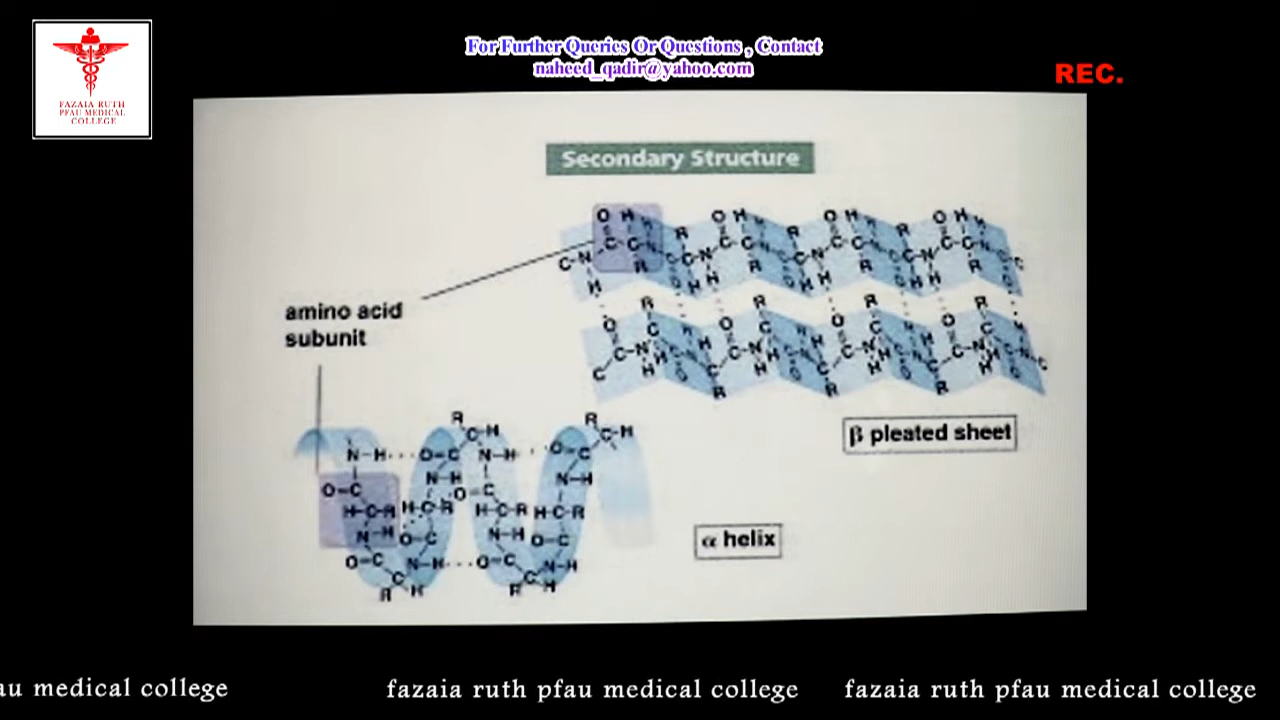 For Further Queries Or Questions , Contact
naheed_qadir@yahoo.com
REC.
FAZAIA RUTH
PFAU MEDICAL
COLLEGE
Secondary Structure
amino acid
subunit
β pleated sheet
α helix
au medical college
fazaia ruth pfau medical college
fazaia ruth pfau medical college